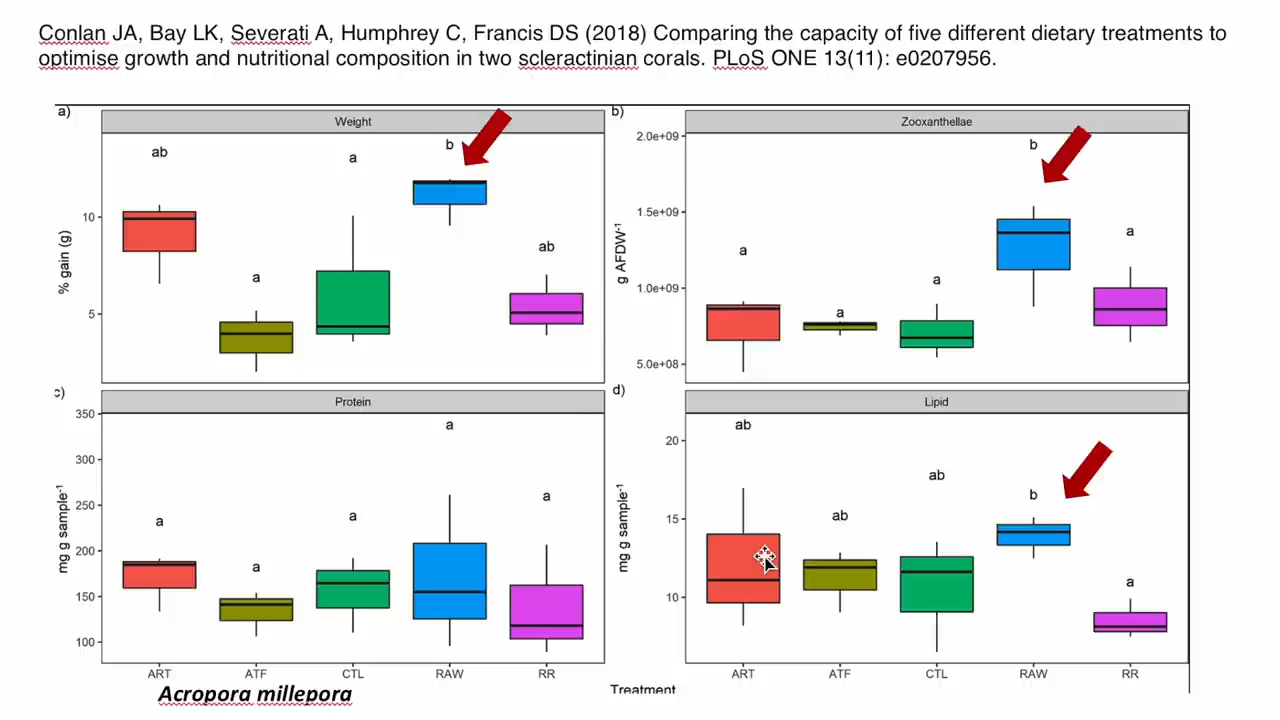 Conlan JA, Bay LK, Severati A, Humphrey C, Francis DS (2018) Comparing the capacity of five different dietary treatments to
optimise growth and nutritional composition in two scleractinian corals. PLoS ONE 13(11): e0207956.
a)
Weight
ab
a
a
b
ab
10
5
% gain (g)
b)
Zooxanthellae
a
a
a
b
a
2.0e+09
1.5e+09
1.0e+09
5.0e+08
g AFDW⁻¹
c)
Protein
a
a
a
a
a
350
300
250
200
150
100
mg g sample⁻¹
ART ATF CTL RAW RR
d)
Lipid
ab
ab
ab
b
a
20
15
10
mg g sample⁻¹
ART ATF CTL RAW RR
Treatment
Acropora millepora